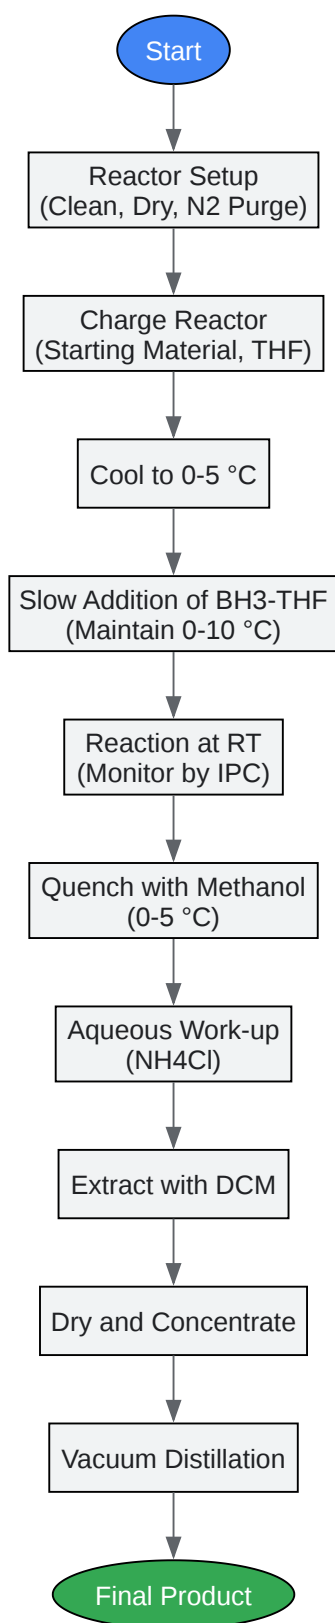 Start
Reactor Setup
(Clean, Dry, N2 Purge)
Charge Reactor
(Starting Material, THF)
Cool to 0-5 °C
Slow Addition of BH3-THF
(Maintain 0-10 °C)
Reaction at RT
(Monitor by IPC)
Quench with Methanol
(0-5 °C)
Aqueous Work-up
(NH4Cl)
Extract with DCM
Dry and Concentrate
Vacuum Distillation
Final Product